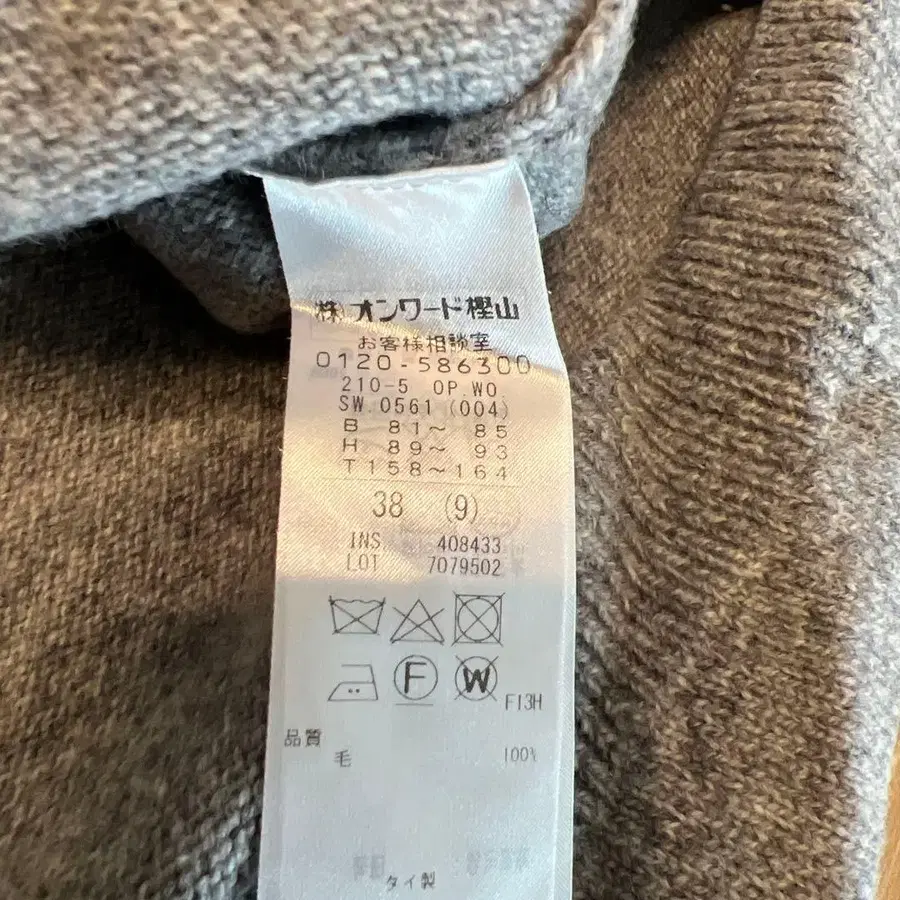 ㈱オンワード樫山
お客様相談室
0120-586300
210-5 OP.WO.
SW.0561 (004)
B 81～ 85
H 89～ 93
T158～164
38 (9)
INS 408433
LOT 7079502
F
W
F13H
品質
毛 100%
タイ製